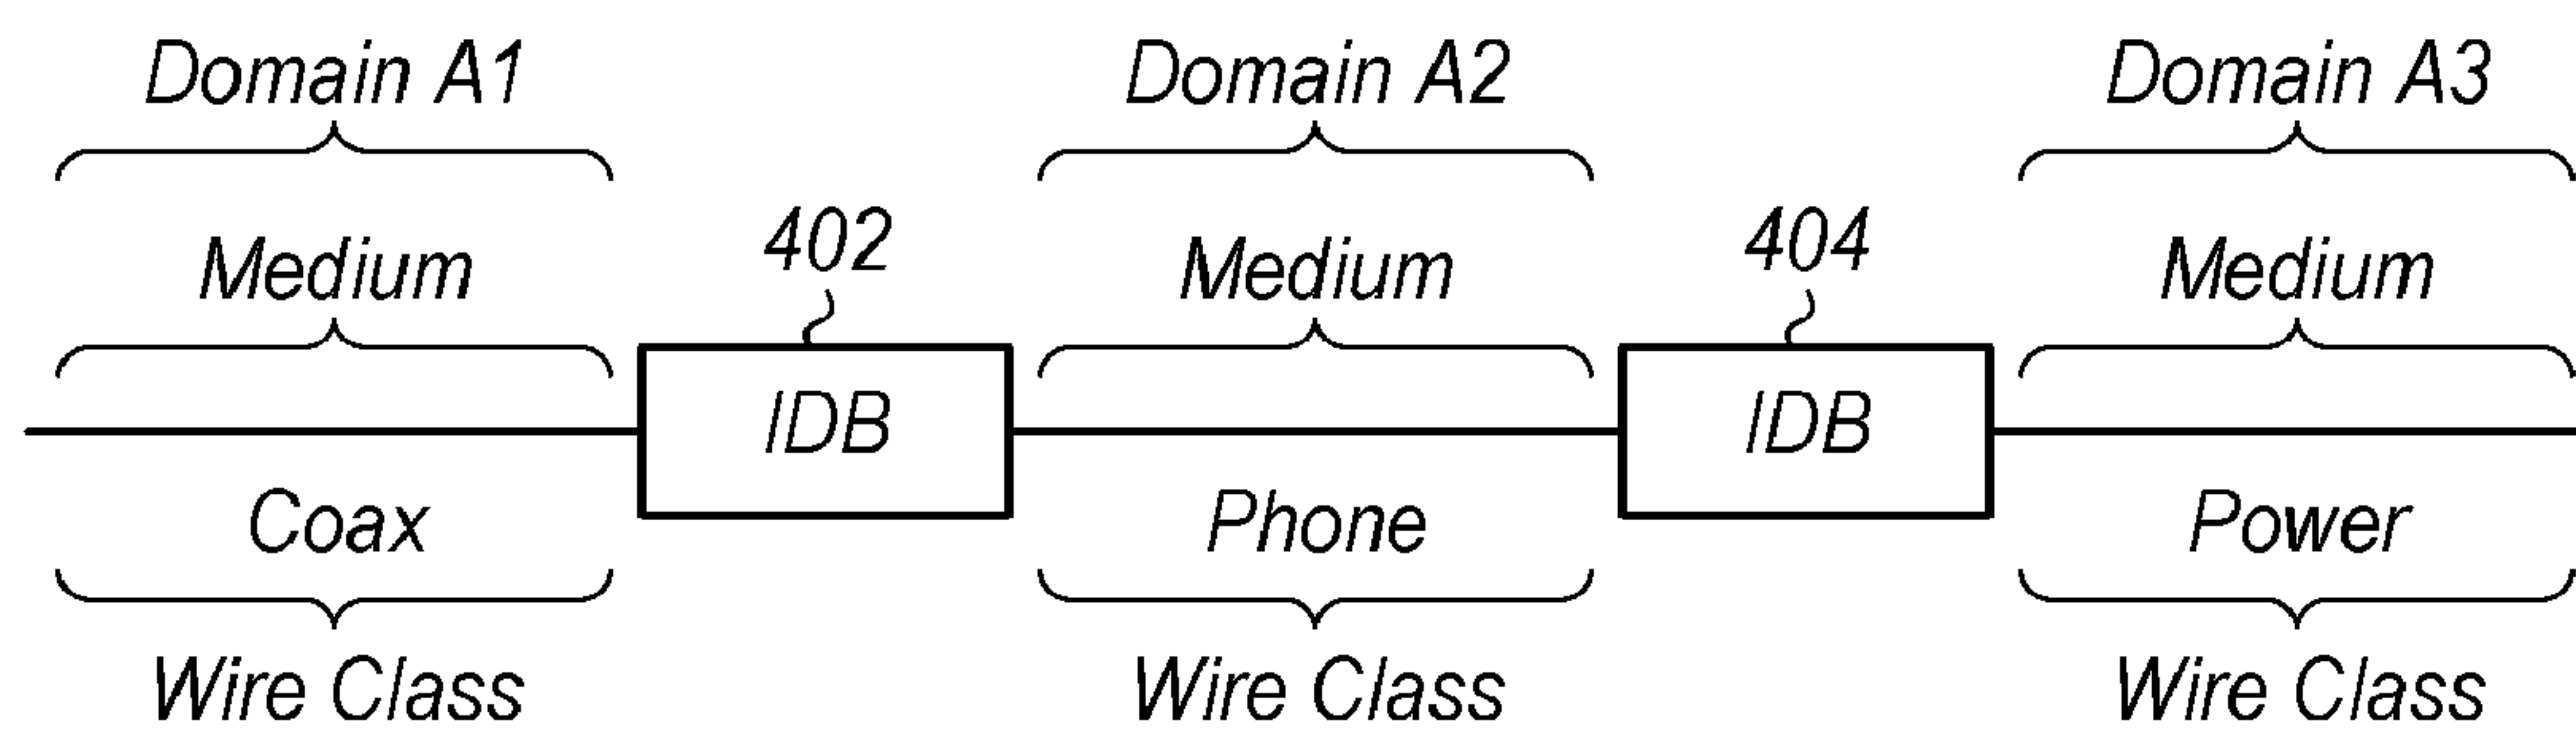 Domain A1 Domain A2 Domain A3
402 404
Medium Medium Medium
IDB IDB
Coax Phone Power
Wire Class Wire Class Wire Class